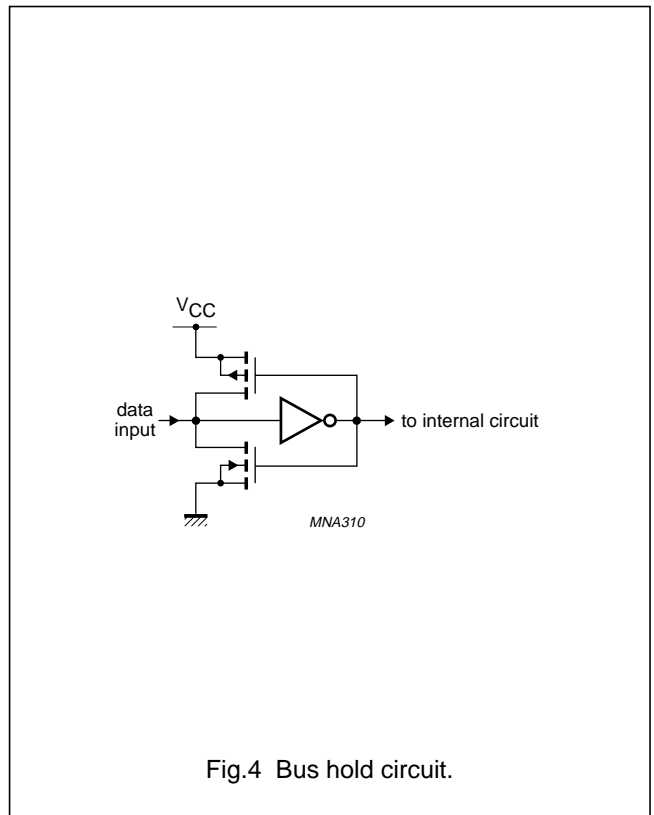 VCC
data
input
to internal circuit
MNA310
Fig.4 Bus hold circuit.